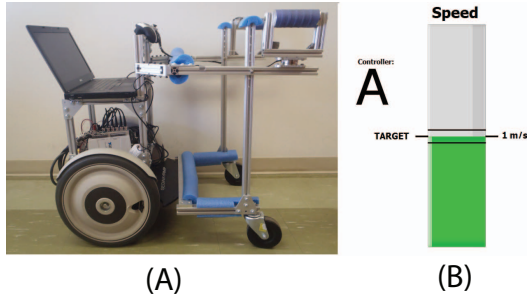 Speed
Controller:
A
TARGET
1 m/s
(A)
(B)